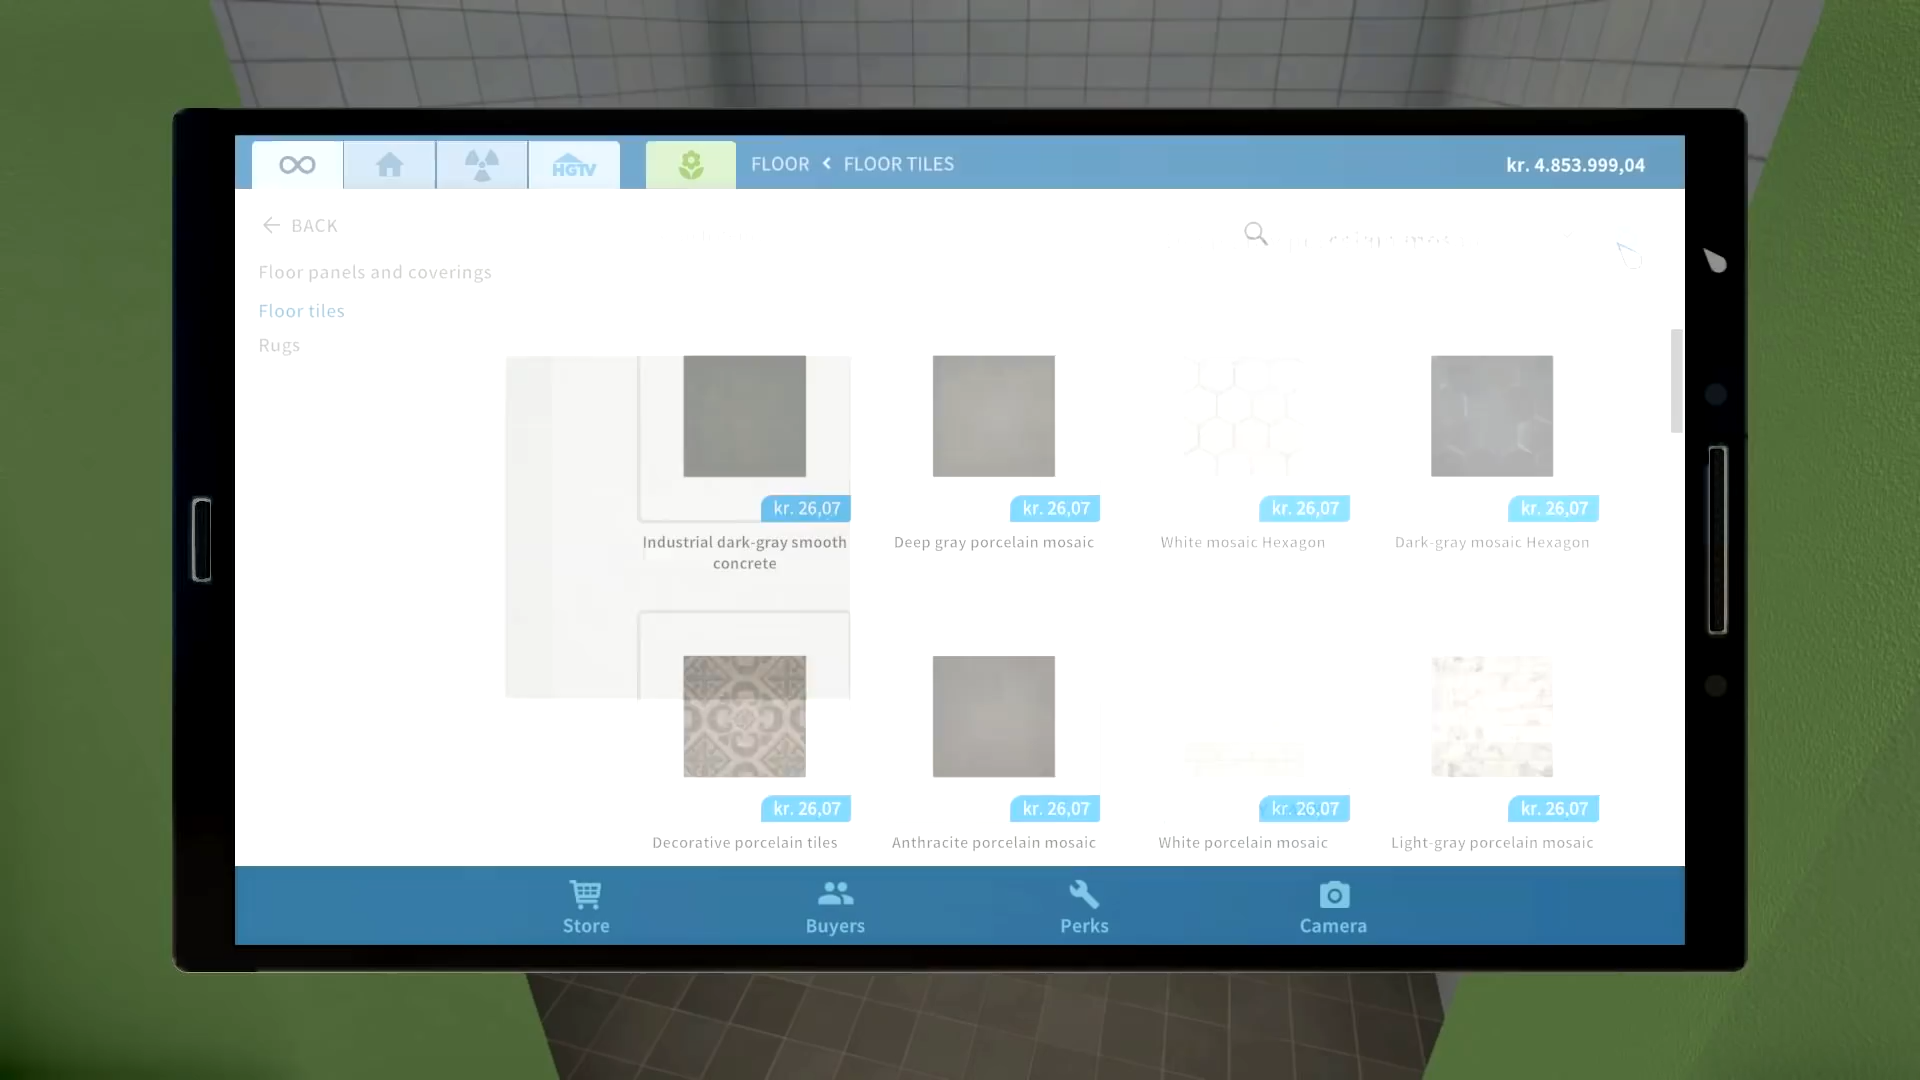 HGTV
FLOOR < FLOOR TILES
kr. 4.853.999,04
BACK
Floor panels and coverings
Floor tiles
Rugs
kr. 26,07
kr. 26,07
kr. 26,07
kr. 26,07
Industrial dark-gray smooth
concrete
Deep gray porcelain mosaic
White mosaic Hexagon
Dark-gray mosaic Hexagon
kr. 26,07
kr. 26,07
kr. 26,07
kr. 26,07
Decorative porcelain tiles
Anthracite porcelain mosaic
White porcelain mosaic
Light-gray porcelain mosaic
Store
Buyers
Perks
Camera